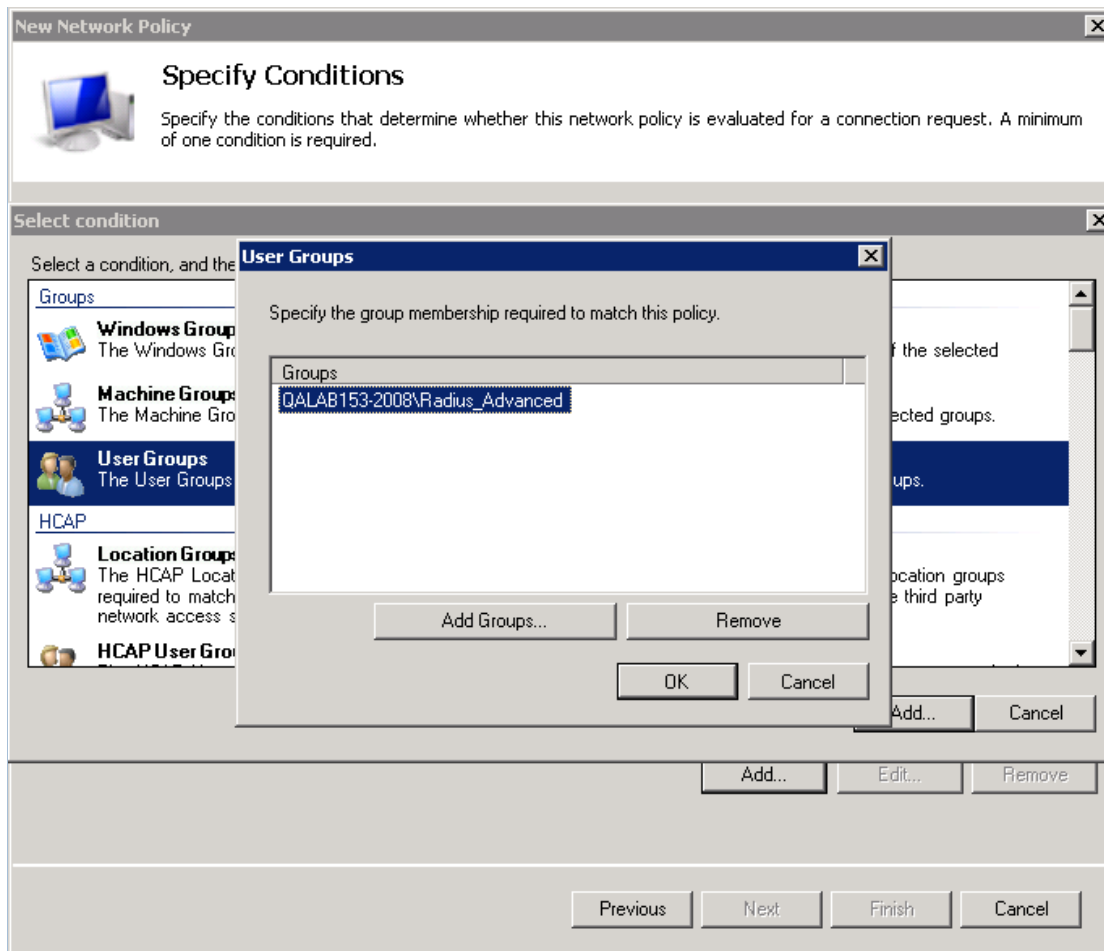 New Network Policy
Specify Conditions
Specify the conditions that determine whether this network policy is evaluated for a connection request. A minimum
of one condition is required.
Select condition
Select a condition, and the
User Groups
Groups
Windows Group
The Windows Gro
f the selected
Machine Groups
The Machine Gro
ected groups.
User Groups
The User Groups
ups.
HCAP
Location Groups
The HCAP Locat
ocation groups
required to match
e third party
network access s
HCAP User Gro
Specify the group membership required to match this policy.
Groups
QALAB153-2008\Radius_Advanced
Add Groups...
Remove
OK
Cancel
Add...
Cancel
Add...
Edit...
Remove
Previous
Next
Finish
Cancel